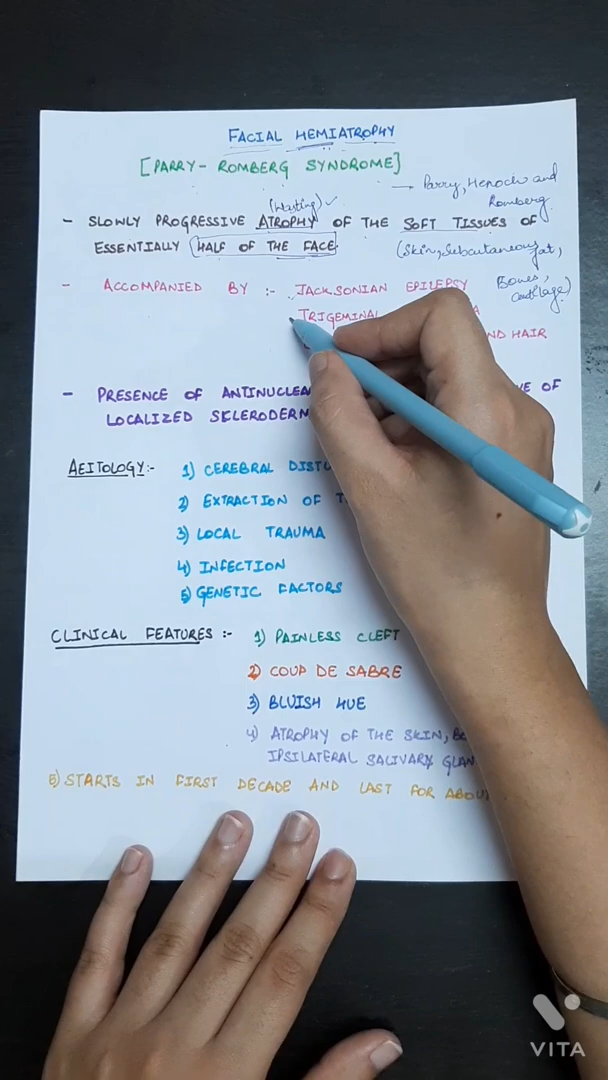 FACIAL HEMIATROPHY
[PARRY-ROMBERG SYNDROME]
→ Parry, Henoch and
Romberg
(Wasting) ✓
- SLOWLY PROGRESSIVE ATROPHY OF THE SOFT TISSUES OF
ESSENTIALLY HALF OF THE FACE.
(Skin, Subcutaneous fat,
Bones,
Cartilage)
- ACCOMPANIED BY :- JACKSONIAN EPILEPSY
TRIGEMINAL
AND HAIR
- PRESENCE OF ANTINUCLEA OF
LOCALIZED SKLERODERM
AEITOLOGY:- 1) CEREBRAL DISTU
2) EXTRACTION OF T
3) LOCAL TRAUMA
4) INFECTION
5) GENETIC FACTORS
CLINICAL FEATURES :- 1) PAINLESS CLEFT
2) COUP DE SABRE
3) BLUISH HUE
4) ATROPHY OF THE SKIN,
IPSILATERAL SALIVARY GLAN
5) STARTS IN FIRST DECADE AND LAST FOR ABOU
VITA